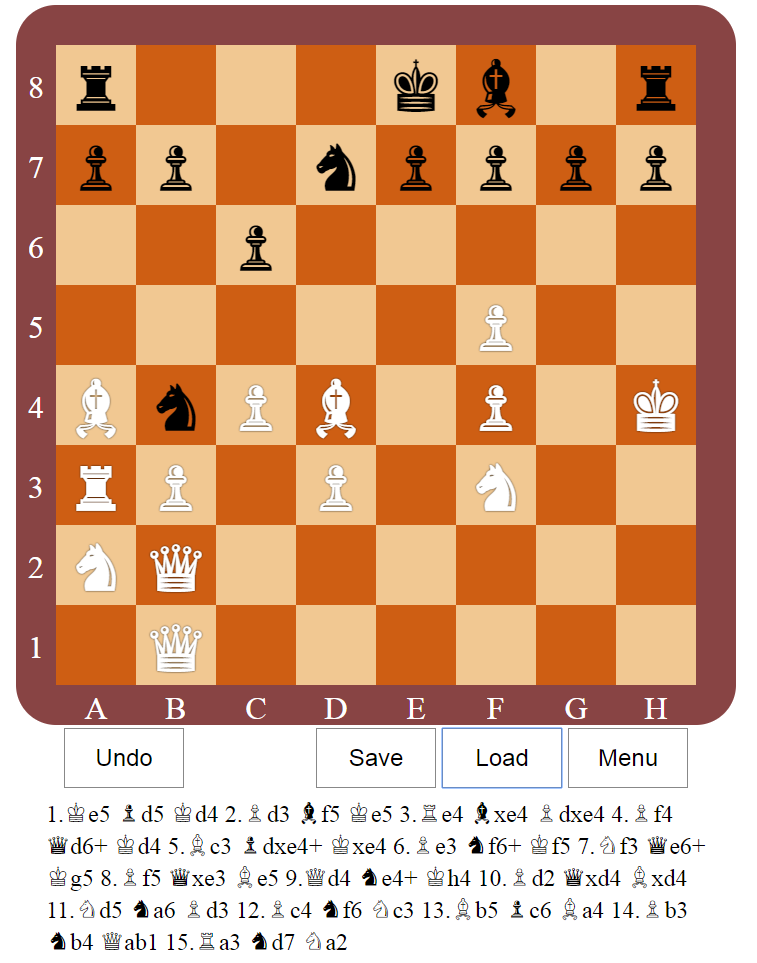 8
7
6
5
4
3
2
1
A B C D E F G H
Undo Save Load Menu
1.♔e5 ♝d5 ♔d4 2.♗d3 ♝f5 ♔e5 3.♖e4 ♝xe4 ♗dxe4 4.♗f4
♛d6+ ♔d4 5.♗c3 ♝dxe4+ ♔xe4 6.♗e3 ♞f6+ ♔f5 7.♘f3 ♛e6+
♔g5 8.♗f5 ♛xe3 ♗e5 9.♕d4 ♞e4+ ♔h4 10.♗d2 ♛xd4 ♗xd4
11.♘d5 ♞a6 ♗d3 12.♗c4 ♞f6 ♘c3 13.♗b5 ♝c6 ♗a4 14.♗b3
♞b4 ♕ab1 15.♖a3 ♞d7 ♘a2